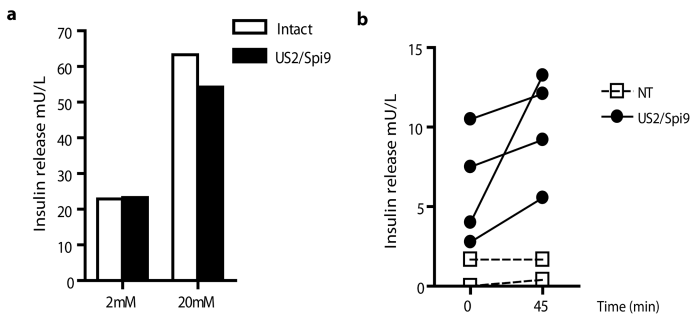 a
Insulin release mU/L
70
60
50
40
30
20
10
0
2mM
20mM
Intact
US2/Spi9
b
Insulin release mU/L
15
10
5
0
0
45
Time (min)
NT
US2/Spi9